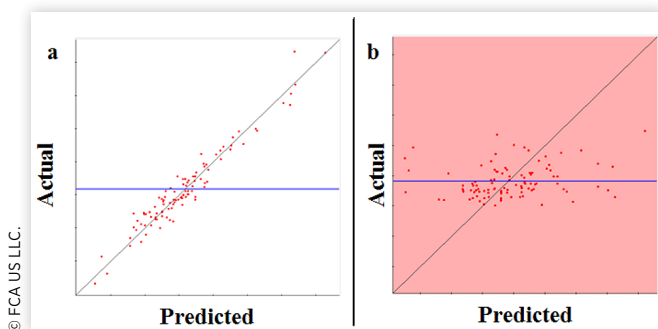 a
b
Actual
Actual
Predicted
Predicted
© FCA US LLC.